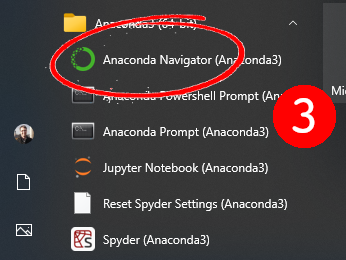 Anaconda3 (64-bit)
Anaconda Navigator (Anaconda3)
Anaconda Powershell Prompt (Ana
3
Mic
Anaconda Prompt (Anaconda3)
Jupyter Notebook (Anaconda3)
Reset Spyder Settings (Anaconda3)
Spyder (Anaconda3)